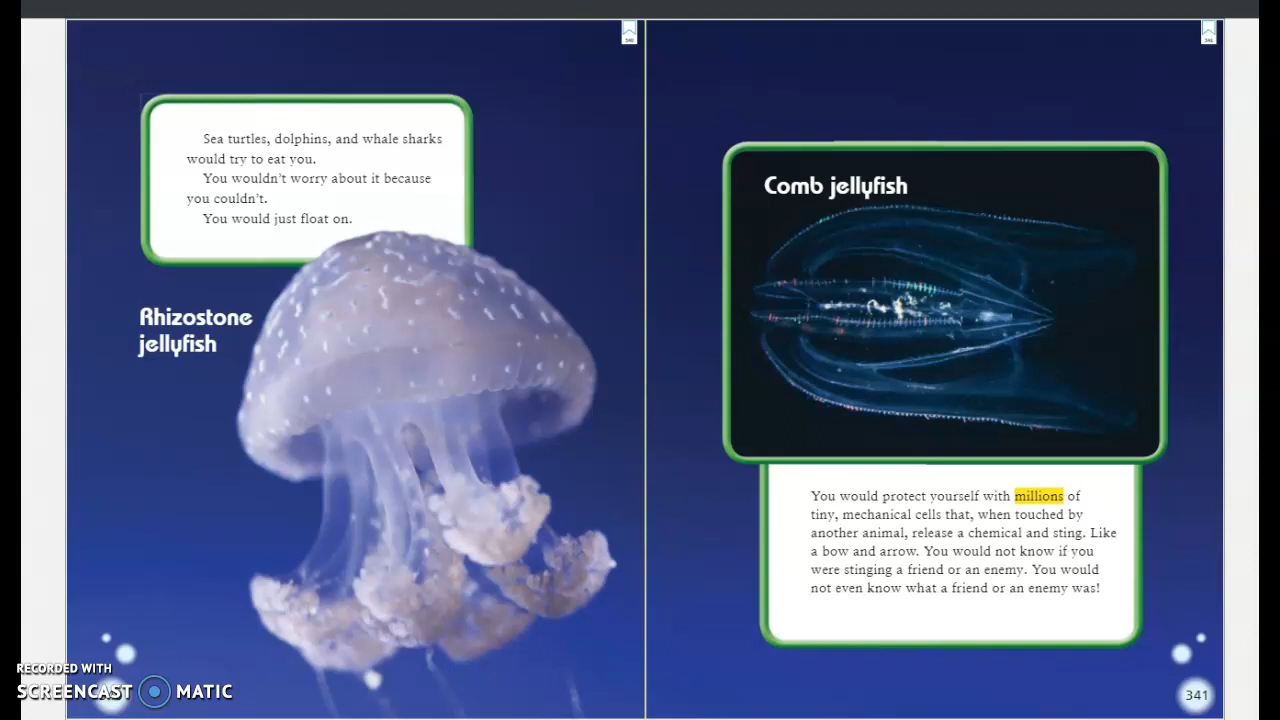 Sea turtles, dolphins, and whale sharks
would try to eat you.
You wouldn't worry about it because
you couldn't.
You would just float on.
Rhizostone
jellyfish
Comb jellyfish
You would protect yourself with millions of
tiny, mechanical cells that, when touched by
another animal, release a chemical and sting. Like
a bow and arrow. You would not know if you
were stinging a friend or an enemy. You would
not even know what a friend or an enemy was!
341
RECORDED WITH
SCREENCAST MATIC